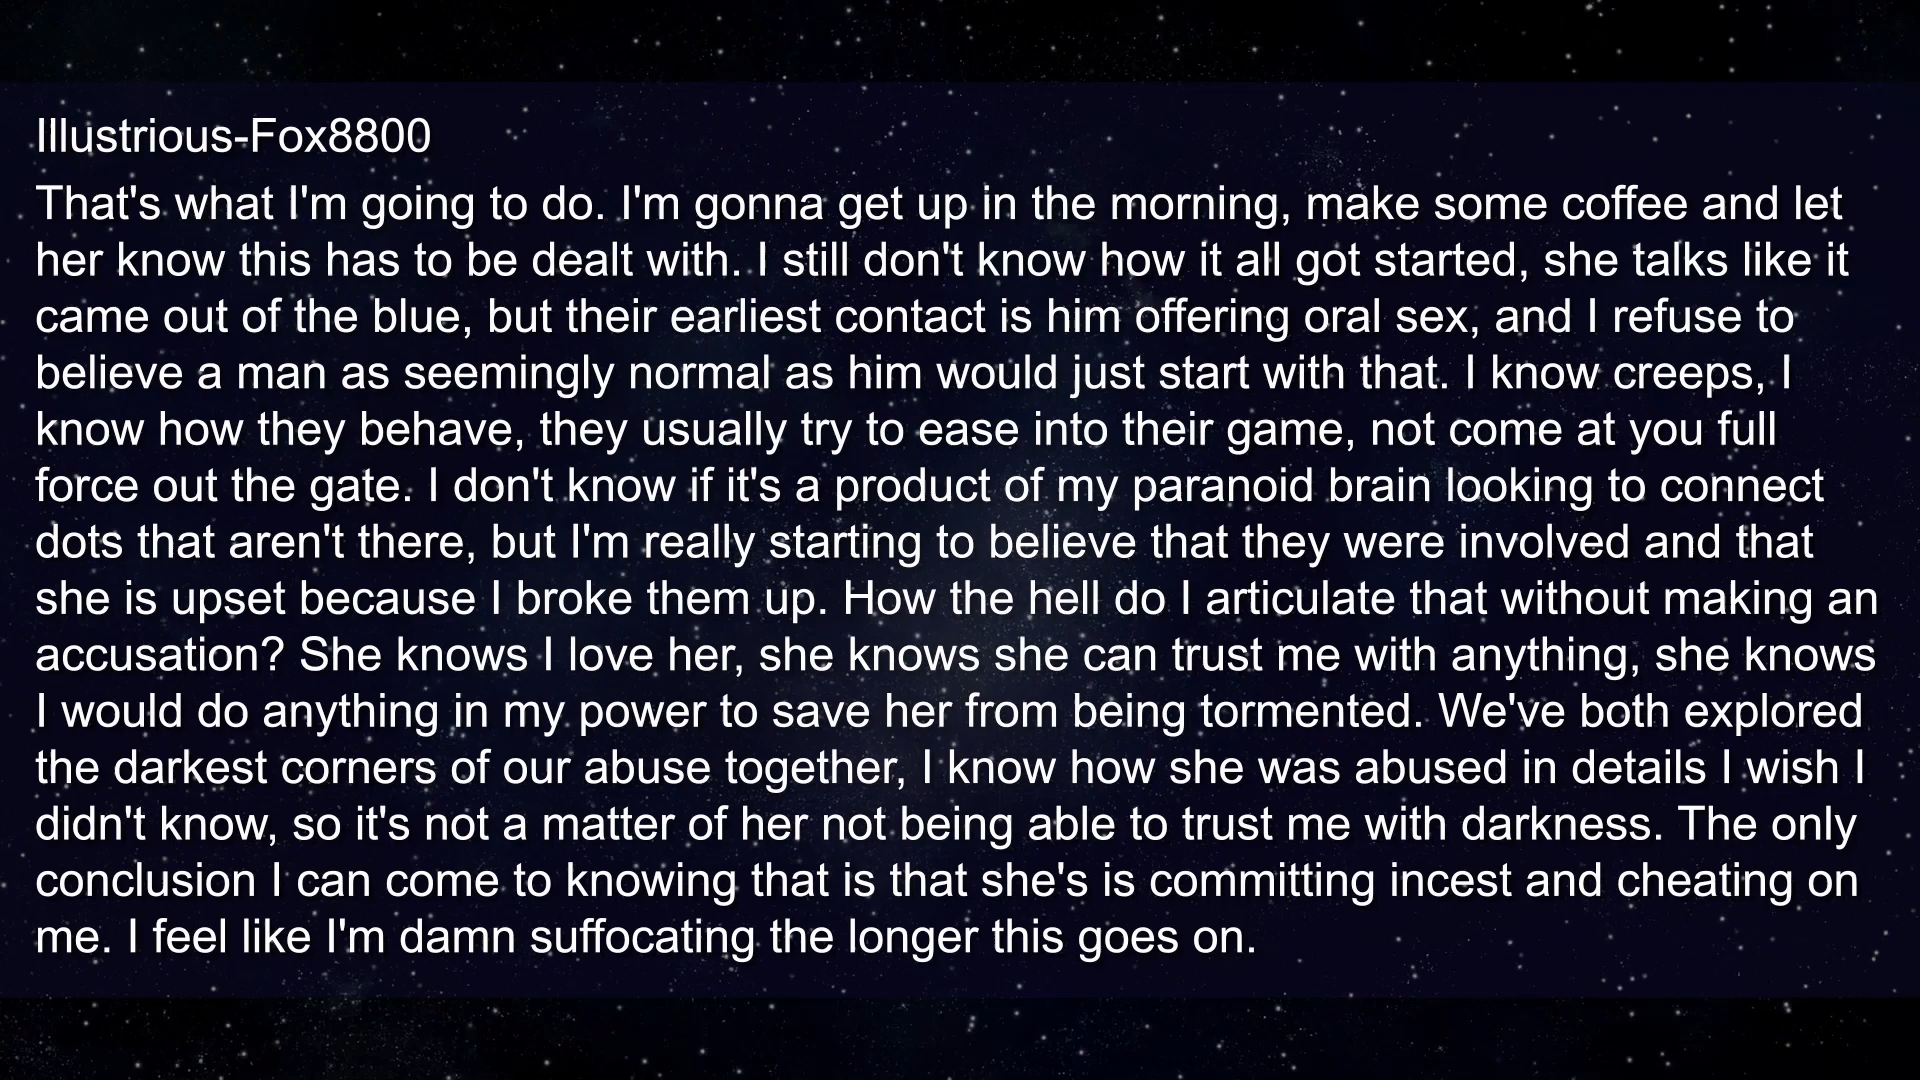 Illustrious-Fox8800
That's what I'm going to do. I'm gonna get up in the morning, make some coffee and let
her know this has to be dealt with. I still don't know how it all got started, she talks like it
came out of the blue, but their earliest contact is him offering oral sex, and I refuse to
believe a man as seemingly normal as him would just start with that. I know creeps, I
know how they behave, they usually try to ease into their game, not come at you full
force out the gate. I don't know if it's a product of my paranoid brain looking to connect
dots that aren't there, but I'm really starting to believe that they were involved and that
she is upset because I broke them up. How the hell do I articulate that without making an
accusation? She knows I love her, she knows she can trust me with anything, she knows
I would do anything in my power to save her from being tormented. We've both explored
the darkest corners of our abuse together, I know how she was abused in details I wish I
didn't know, so it's not a matter of her not being able to trust me with darkness. The only
conclusion I can come to knowing that is that she's is committing incest and cheating on
me. I feel like I'm damn suffocating the longer this goes on.